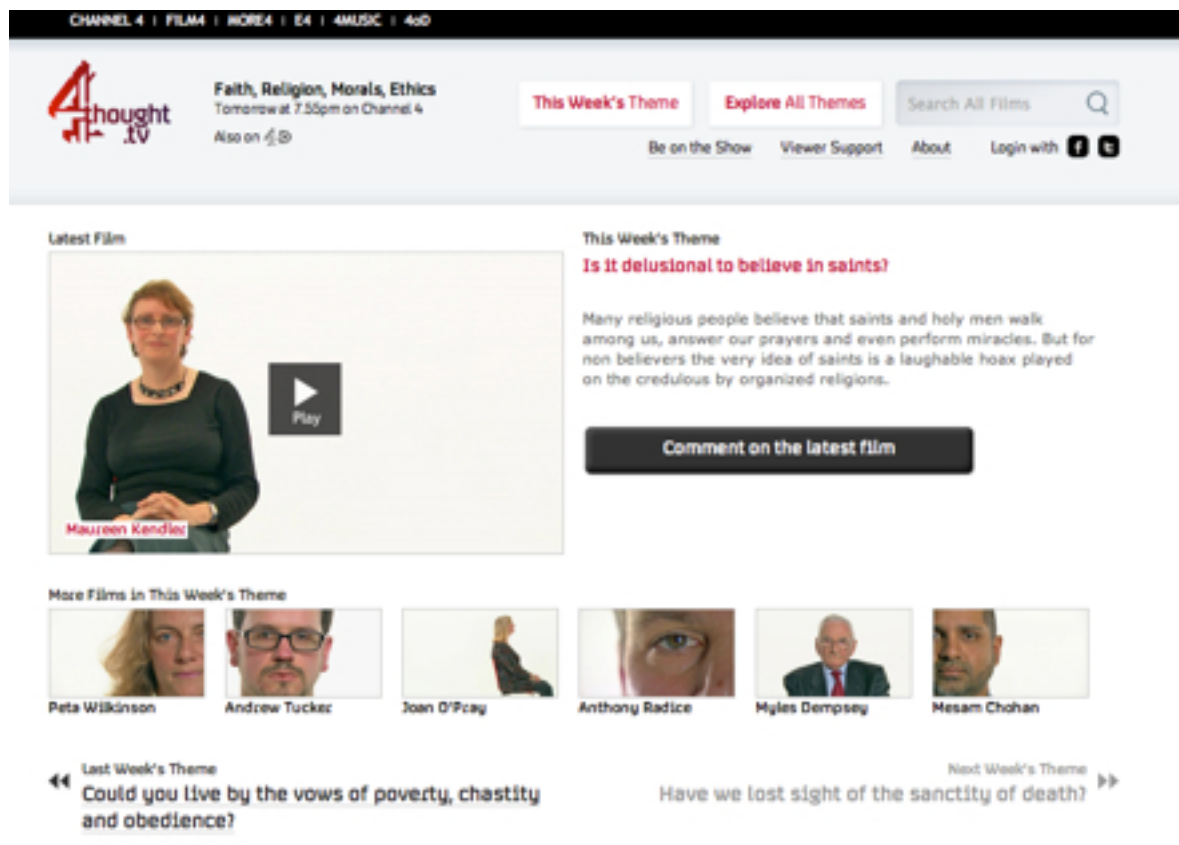 CHANNEL 4 | FILM4 | MORE4 | E4 | 4MUSIC | 4oD
4thought
.tv
Faith, Religion, Morals, Ethics
Tomorrow at 7.55pm on Channel 4
Also on 4oD
This Week's Theme
Explore All Themes
Search All Films
Be on the Show
Viewer Support
About
Login with f t
Latest Film
Play
Maureen Kendler
This Week's Theme
Is it delusional to believe in saints?
Many religious people believe that saints and holy men walk
among us, answer our prayers and even perform miracles. But for
non believers the very idea of saints is a laughable hoax played
on the credulous by organized religions.
Comment on the latest film
More Films in This Week's Theme
Peta Wilkinson
Andrew Tucker
Joan O'Pray
Anthony Radice
Myles Dempsey
Mesam Chohan
Last Week's Theme
Could you live by the vows of poverty, chastity
and obedience?
Next Week's Theme
Have we lost sight of the sanctity of death?